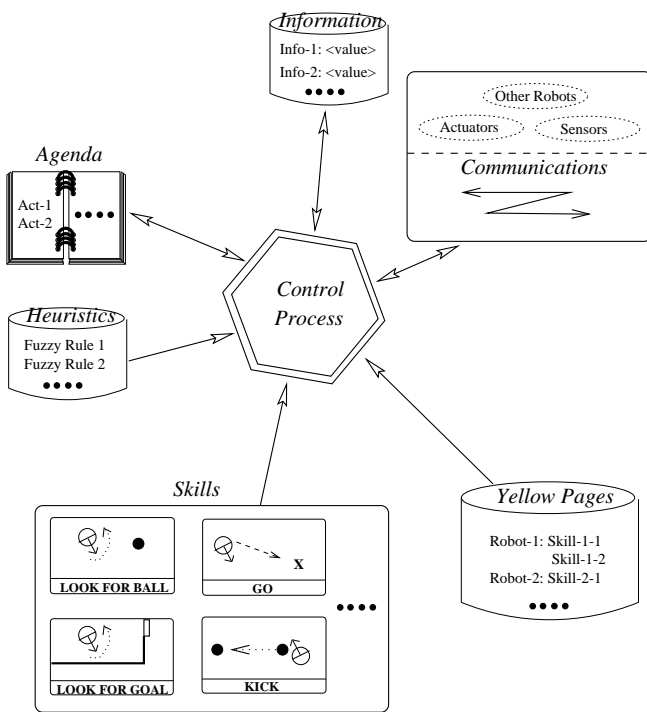 Information
Info-1: <value>
Info-2: <value>
Other Robots
Actuators
Sensors
Communications
Agenda
Act-1
Act-2
Control
Process
Heuristics
Fuzzy Rule 1
Fuzzy Rule 2
Skills
LOOK FOR BALL
X
GO
LOOK FOR GOAL
KICK
Yellow Pages
Robot-1: Skill-1-1
Skill-1-2
Robot-2: Skill-2-1